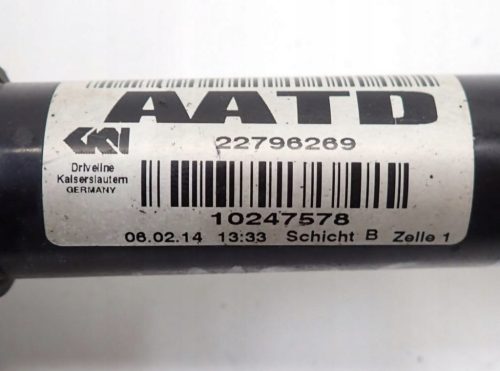 AATD
GKN
22796269
Driveline
Kaiserslautern
GERMANY
10247578
06.02.14 13:33 Schicht B Zelle 1